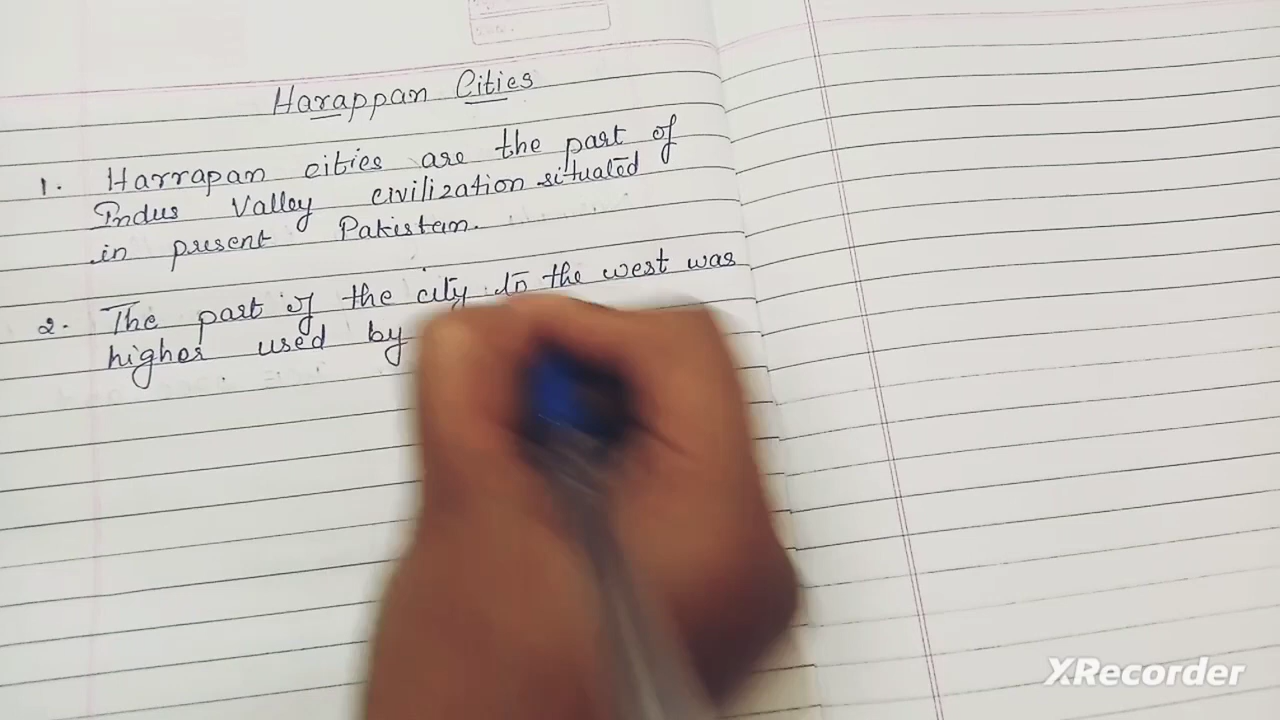 Harappan Cities
1. Harrapan cities are the part of
Indus Valley civilization situated
in present Pakistan.
2. The part of the city to the west was
higher used by
XRecorder